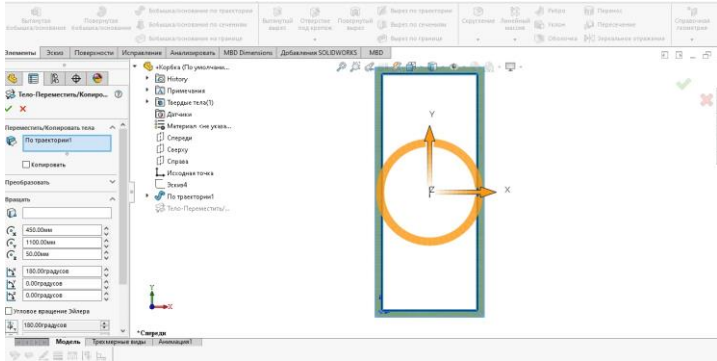 Бобышка/основание по траектории
Вырез по траектории
Ребро
Перенос
Вытянутая бобышка/основание
Повернутая бобышка/основание
Бобышка/основание по сечениям
Вытянутый вырез
Отверстие под крепеж
Повернутый вырез
Вырез по сечениям
Скругление
Линейный массив
Уклон
Пересечение
Справочная геометрия
Бобышка/основание на границе
Вырез по границе
Оболочка
Зеркальное отражение
Элементы
Эскиз
Поверхности
Исправление
Анализировать
MBD Dimensions
Добавления SOLIDWORKS
MBD
Тело-Переместить/Копиро...
Переместить/Копировать тела
По траектории1
Копировать
Преобразовать
Вращать
450.00мм
1100.00мм
50.00мм
180.00градусов
0.00градусов
0.00градусов
Угловое вращение Эйлера
180.00градусов
History
Примечания
Твердые тела(1)
Датчики
Материал <не указа...
Спереди
Сверху
Справа
Исходная точка
Эскиз4
По траектории1
Тело-Переместить/...
Y
X
*Спереди
Модель
Трехмерные виды
Анимация1